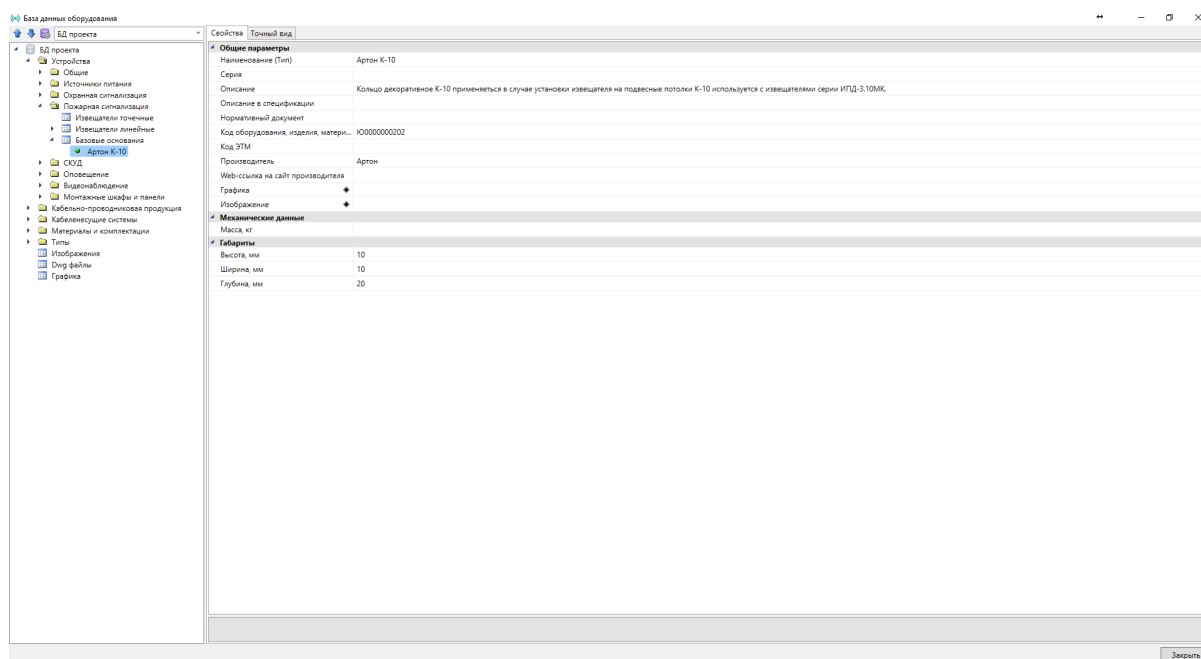 База данных оборудования
БД проекта
Свойства Точный вид
БД проекта
Устройства
Общие
Источники питания
Охранная сигнализация
Пожарная сигнализация
Извещатели точечные
Извещатели линейные
Базовые основания
Артон К-10
СКУД
Оповещение
Видеонаблюдение
Монтажные шкафы и панели
Кабельно-проводниковая продукция
Кабеленесущие системы
Материалы и комплектации
Типы
Изображения
Dwg файлы
Графика
Общие параметры
Наименование (Тип) Артон К-10
Серия
Описание Кольцо декоративное К-10 применяеться в случае установки извещателя на подвесные потолки К-10 используется с извещателями серии ИПД-3.10МК.
Описание в спецификации
Нормативный документ
Код оборудования, изделия, матери... Ю0000000202
Код ЭТМ
Производитель Артон
Web-ссылка на сайт производителя
Графика
Изображение
Механические данные
Масса, кг
Габариты
Высота, мм 10
Ширина, мм 10
Глубина, мм 20
Закрыть